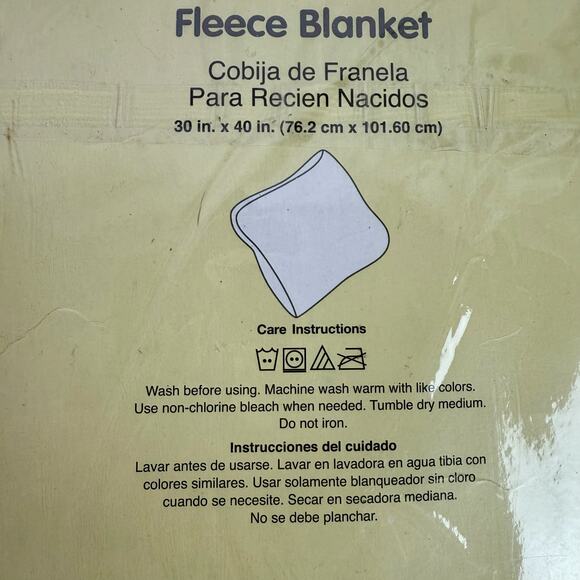 Fleece Blanket
Cobija de Franela
Para Recien Nacidos
30 in. x 40 in. (76.2 cm x 101.60 cm)
Care Instructions
Wash before using. Machine wash warm with like colors.
Use non-chlorine bleach when needed. Tumble dry medium.
Do not iron.
Instrucciones del cuidado
Lavar antes de usarse. Lavar en lavadora en agua tibia con
colores similares. Usar solamente blanqueador sin cloro
cuando se necesite. Secar en secadora mediana.
No se debe planchar.